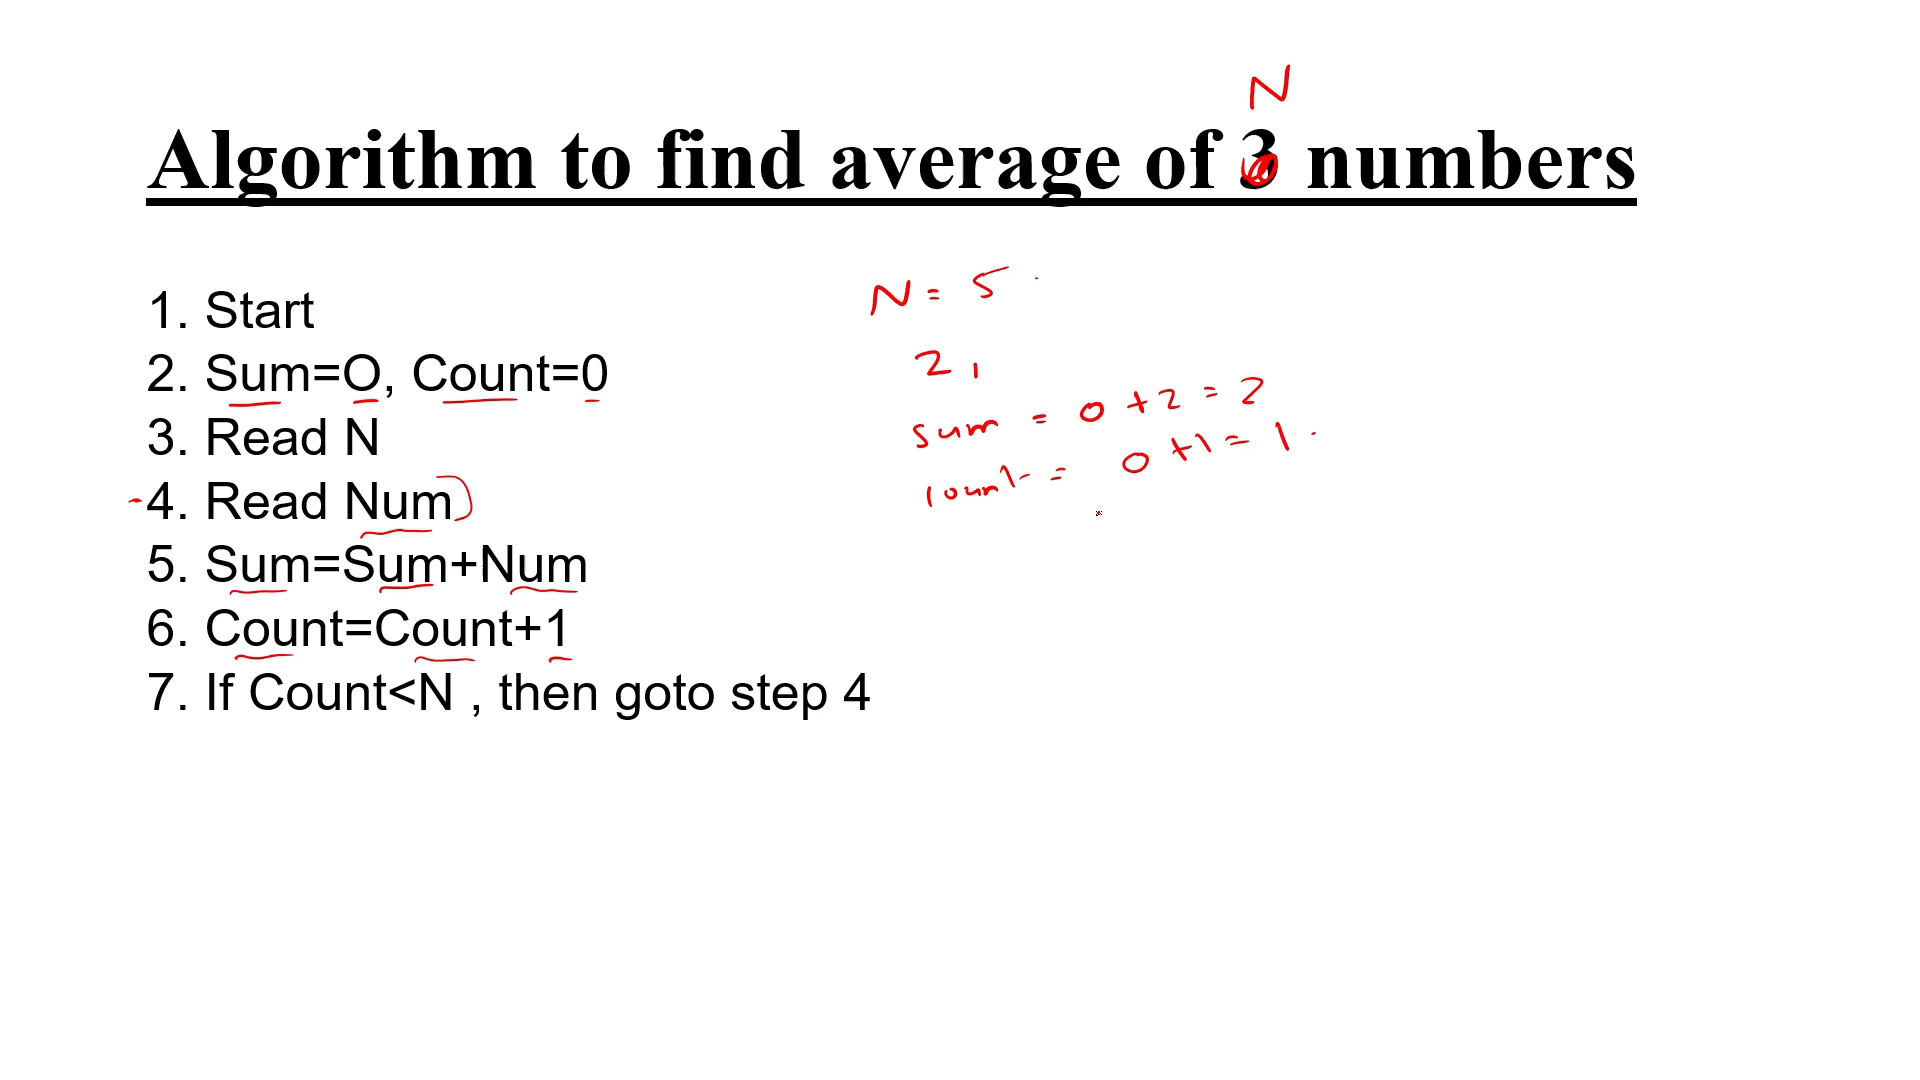 N
Algorithm to find average of 3 numbers
1. Start
2. Sum=O, Count=0
3. Read N
4. Read Num
5. Sum=Sum+Num
6. Count=Count+1
7. If Count<N , then goto step 4
N = 5
2,
sum = 0 + 2 = 2
count = 0 +1 = 1